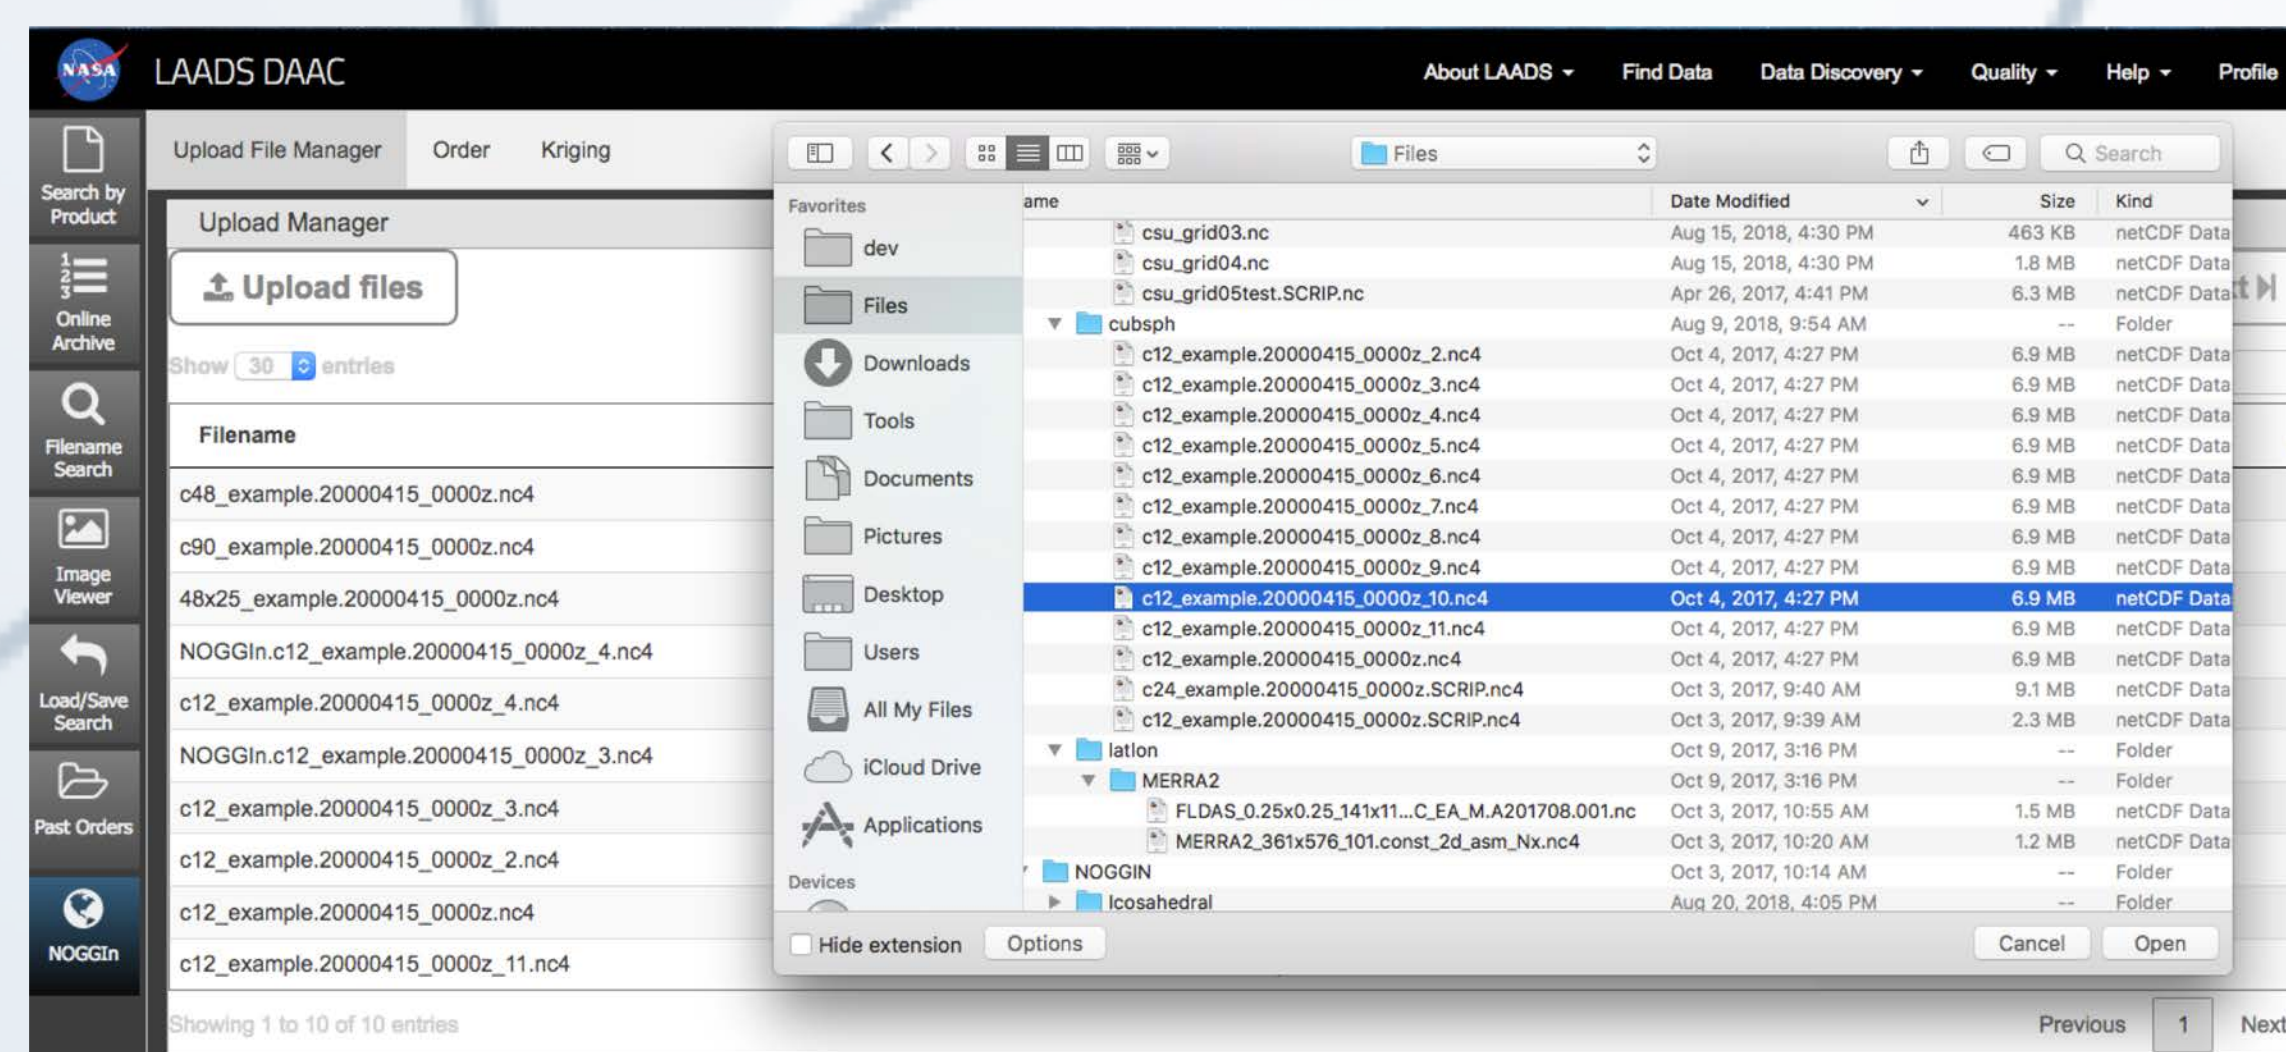 NASA
LAADS DAAC
About LAADS
Find Data
Data Discovery
Quality
Help
Profile
Search by
Product
1
2
3
Online
Archive
Filename
Search
Image
Viewer
Load/Save
Search
Past Orders
NOGGIn
Upload File Manager
Order
Kriging
Upload Manager
Upload files
Show 30 entries
Filename
c48_example.20000415_0000z.nc4
c90_example.20000415_0000z.nc4
48x25_example.20000415_0000z.nc4
NOGGIn.c12_example.20000415_0000z_4.nc4
c12_example.20000415_0000z_4.nc4
NOGGIn.c12_example.20000415_0000z_3.nc4
c12_example.20000415_0000z_3.nc4
c12_example.20000415_0000z_2.nc4
c12_example.20000415_0000z.nc4
c12_example.20000415_0000z_11.nc4
Showing 1 to 10 of 10 entries
Files
Search
Favorites
dev
Files
Downloads
Tools
Documents
Pictures
Desktop
Users
All My Files
iCloud Drive
Applications
Devices
ame Date Modified Size Kind
csu_grid03.nc Aug 15, 2018, 4:30 PM 463 KB netCDF Data
csu_grid04.nc Aug 15, 2018, 4:30 PM 1.8 MB netCDF Data
csu_grid05test.SCRIP.nc Apr 26, 2017, 4:41 PM 6.3 MB netCDF Data
cubsph Aug 9, 2018, 9:54 AM -- Folder
c12_example.20000415_0000z_2.nc4 Oct 4, 2017, 4:27 PM 6.9 MB netCDF Data
c12_example.20000415_0000z_3.nc4 Oct 4, 2017, 4:27 PM 6.9 MB netCDF Data
c12_example.20000415_0000z_4.nc4 Oct 4, 2017, 4:27 PM 6.9 MB netCDF Data
c12_example.20000415_0000z_5.nc4 Oct 4, 2017, 4:27 PM 6.9 MB netCDF Data
c12_example.20000415_0000z_6.nc4 Oct 4, 2017, 4:27 PM 6.9 MB netCDF Data
c12_example.20000415_0000z_7.nc4 Oct 4, 2017, 4:27 PM 6.9 MB netCDF Data
c12_example.20000415_0000z_8.nc4 Oct 4, 2017, 4:27 PM 6.9 MB netCDF Data
c12_example.20000415_0000z_9.nc4 Oct 4, 2017, 4:27 PM 6.9 MB netCDF Data
c12_example.20000415_0000z_10.nc4 Oct 4, 2017, 4:27 PM 6.9 MB netCDF Data
c12_example.20000415_0000z_11.nc4 Oct 4, 2017, 4:27 PM 6.9 MB netCDF Data
c12_example.20000415_0000z.nc4 Oct 4, 2017, 4:27 PM 6.9 MB netCDF Data
c24_example.20000415_0000z.SCRIP.nc4 Oct 3, 2017, 9:40 AM 9.1 MB netCDF Data
c12_example.20000415_0000z.SCRIP.nc4 Oct 3, 2017, 9:39 AM 2.3 MB netCDF Data
latlon Oct 9, 2017, 3:16 PM -- Folder
MERRA2 Oct 9, 2017, 3:16 PM -- Folder
FLDAS_0.25x0.25_141x11...C_EA_M.A201708.001.nc Oct 3, 2017, 10:55 AM 1.5 MB netCDF Data
MERRA2_361x576_101.const_2d_asm_Nx.nc4 Oct 3, 2017, 10:20 AM 1.2 MB netCDF Data
NOGGIN Oct 3, 2017, 10:14 AM -- Folder
Icosahedral Aug 20, 2018, 4:05 PM -- Folder
Hide extension
Options
Cancel
Open
Previous 1 Next